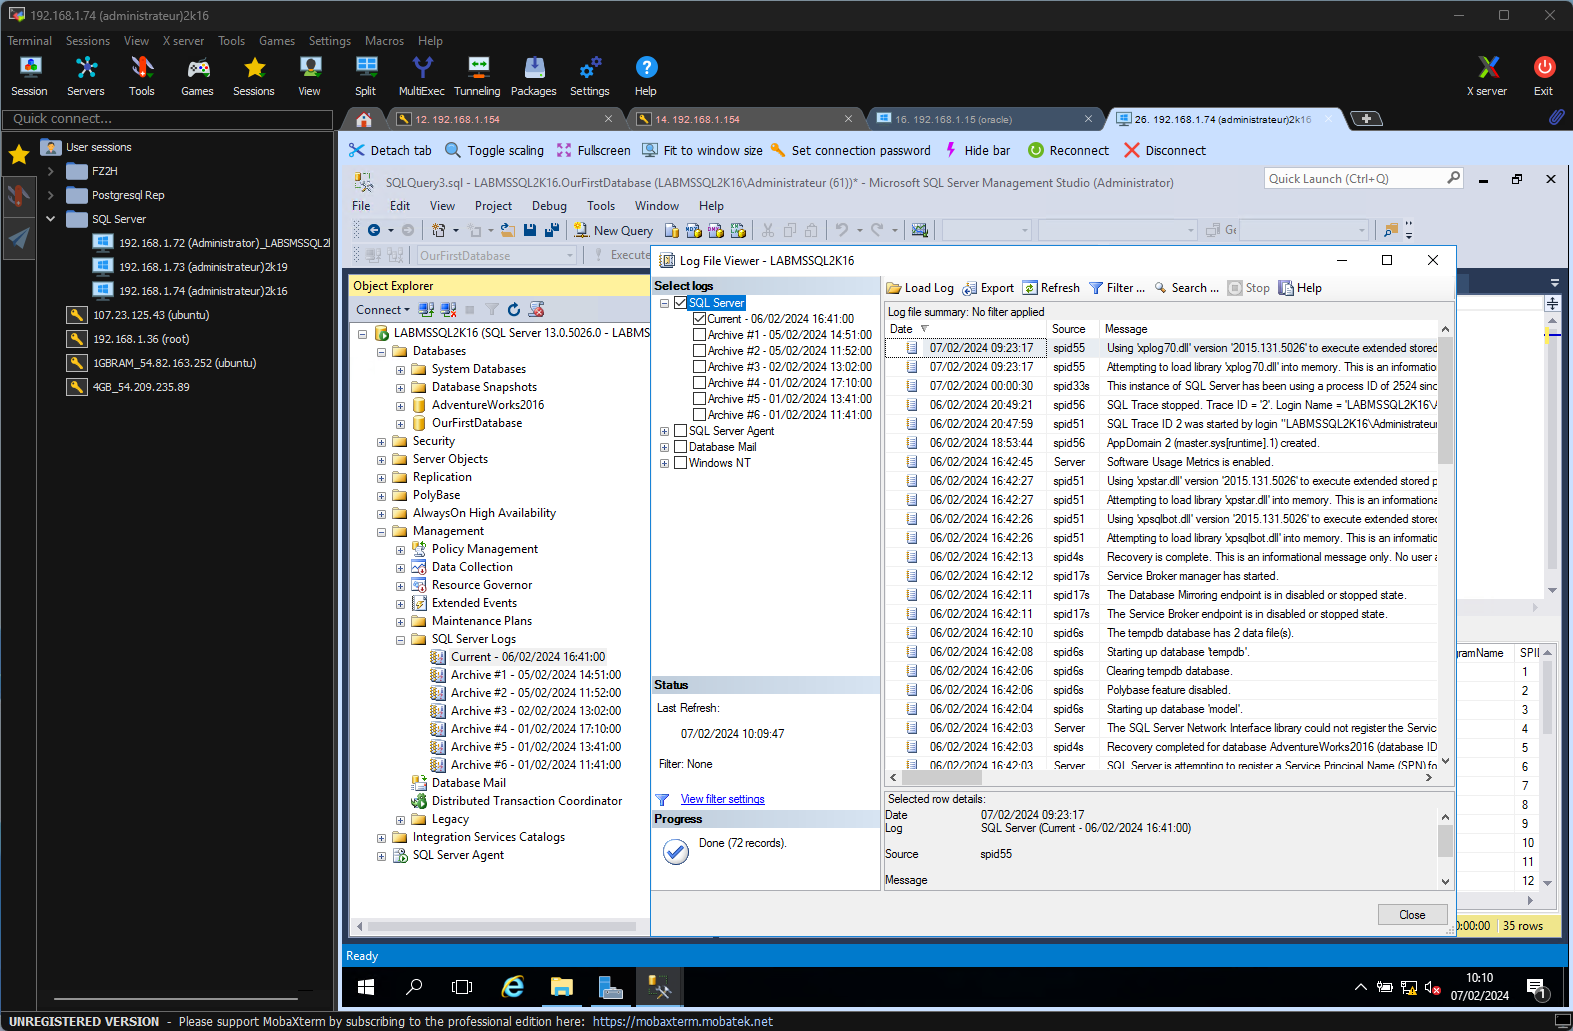 192.168.1.74 (administrateur)2k16
Terminal Sessions View X server Tools Games Settings Macros Help
Session Servers Tools Games Sessions View Split MultiExec Tunneling Packages Settings Help X server Exit
Quick connect...
12. 192.168.1.154 14. 192.168.1.154 16. 192.168.1.15 (oracle) 26. 192.168.1.74 (administrateur)2k16
User sessions
FZ2H
Postgresql Rep
SQL Server
192.168.1.72 (Administrator)_LABSMSSQL2
192.168.1.73 (administrateur)2k19
192.168.1.74 (administrateur)2k16
107.23.125.43 (ubuntu)
192.168.1.36 (root)
1GBRAM_54.82.163.252 (ubuntu)
4GB_54.209.235.89
Detach tab Toggle scaling Fullscreen Fit to window size Set connection password Hide bar Reconnect Disconnect
SQLQuery3.sql - LABMSSQL2K16.OurFirstDatabase (LABMSSQL2K16\Administrateur (61))* - Microsoft SQL Server Management Studio (Administrator)
Quick Launch (Ctrl+Q)
File Edit View Project Debug Tools Window Help
New Query
OurFirstDatabase
Execute
Object Explorer
Connect
LABMSSQL2K16 (SQL Server 13.0.5026.0 - LABMS
Databases
System Databases
Database Snapshots
AdventureWorks2016
OurFirstDatabase
Security
Server Objects
Replication
PolyBase
AlwaysOn High Availability
Management
Policy Management
Data Collection
Resource Governor
Extended Events
Maintenance Plans
SQL Server Logs
Current - 06/02/2024 16:41:00
Archive #1 - 05/02/2024 14:51:00
Archive #2 - 05/02/2024 11:52:00
Archive #3 - 02/02/2024 13:02:00
Archive #4 - 01/02/2024 17:10:00
Archive #5 - 01/02/2024 13:41:00
Archive #6 - 01/02/2024 11:41:00
Database Mail
Distributed Transaction Coordinator
Legacy
Integration Services Catalogs
SQL Server Agent
Log File Viewer - LABMSSQL2K16
Select logs
SQL Server
Current - 06/02/2024 16:41:00
Archive #1 - 05/02/2024 14:51:00
Archive #2 - 05/02/2024 11:52:00
Archive #3 - 02/02/2024 13:02:00
Archive #4 - 01/02/2024 17:10:00
Archive #5 - 01/02/2024 13:41:00
Archive #6 - 01/02/2024 11:41:00
SQL Server Agent
Database Mail
Windows NT
Status
Last Refresh:
07/02/2024 10:09:47
Filter: None
View filter settings
Progress
Done (72 records).
Load Log Export Refresh Filter ... Search ... Stop Help
Log file summary: No filter applied
Date Source Message
07/02/2024 09:23:17 spid55 Using 'xplog70.dll' version '2015.131.5026' to execute extended stored
07/02/2024 09:23:17 spid55 Attempting to load library 'xplog70.dll' into memory. This is an informatio
07/02/2024 00:00:30 spid33s This instance of SQL Server has been using a process ID of 2524 sinc
06/02/2024 20:49:21 spid56 SQL Trace stopped. Trace ID = '2'. Login Name = 'LABMSSQL2K16\
06/02/2024 20:47:59 spid51 SQL Trace ID 2 was started by login "LABMSSQL2K16\Administrateur
06/02/2024 18:53:44 spid56 AppDomain 2 (master.sys[runtime].1) created.
06/02/2024 16:42:45 Server Software Usage Metrics is enabled.
06/02/2024 16:42:27 spid51 Using 'xpstar.dll' version '2015.131.5026' to execute extended stored p
06/02/2024 16:42:27 spid51 Attempting to load library 'xpstar.dll' into memory. This is an informationa
06/02/2024 16:42:26 spid51 Using 'xpsqlbot.dll' version '2015.131.5026' to execute extended stored
06/02/2024 16:42:26 spid51 Attempting to load library 'xpsqlbot.dll' into memory. This is an informatio
06/02/2024 16:42:13 spid4s Recovery is complete. This is an informational message only. No user a
06/02/2024 16:42:12 spid17s Service Broker manager has started.
06/02/2024 16:42:11 spid17s The Database Mirroring endpoint is in disabled or stopped state.
06/02/2024 16:42:11 spid17s The Service Broker endpoint is in disabled or stopped state.
06/02/2024 16:42:10 spid6s The tempdb database has 2 data file(s).
06/02/2024 16:42:08 spid6s Starting up database 'tempdb'.
06/02/2024 16:42:06 spid6s Clearing tempdb database.
06/02/2024 16:42:06 spid6s Polybase feature disabled.
06/02/2024 16:42:04 spid6s Starting up database 'model'.
06/02/2024 16:42:03 Server The SQL Server Network Interface library could not register the Servic
06/02/2024 16:42:03 spid4s Recovery completed for database AdventureWorks2016 (database ID
06/02/2024 16:42:03 Server SQL Server is attempting to register a Service Principal Name (SPN) fo
Selected row details:
Date 07/02/2024 09:23:17
Log SQL Server (Current - 06/02/2024 16:41:00)
Source spid55
Message
Close
gramName SPI
1
2
3
4
5
6
7
8
9
10
11
12
0:00:00 35 rows
Ready
10:10
07/02/2024
1
UNREGISTERED VERSION - Please support MobaXterm by subscribing to the professional edition here: https://mobaxterm.mobatek.net